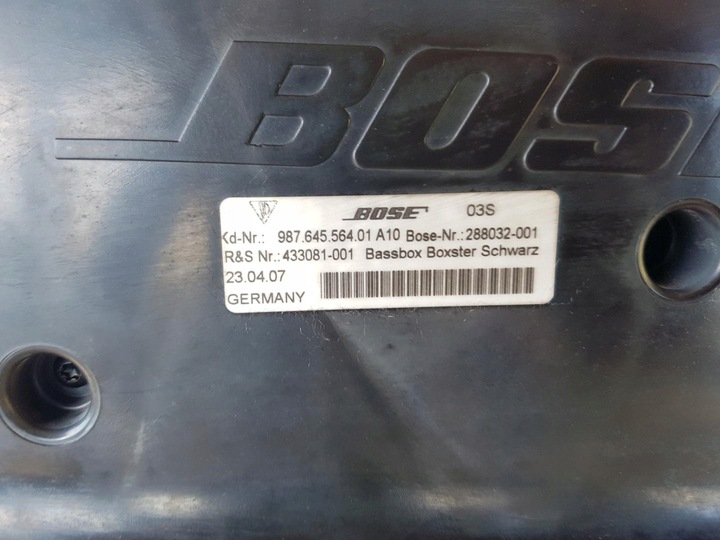 BOSE
BOSE 03S
Kd-Nr.: 987.645.564.01 A10 Bose-Nr.:288032-001
R&S Nr.:433081-001 Bassbox Boxster Schwarz
23.04.07
GERMANY